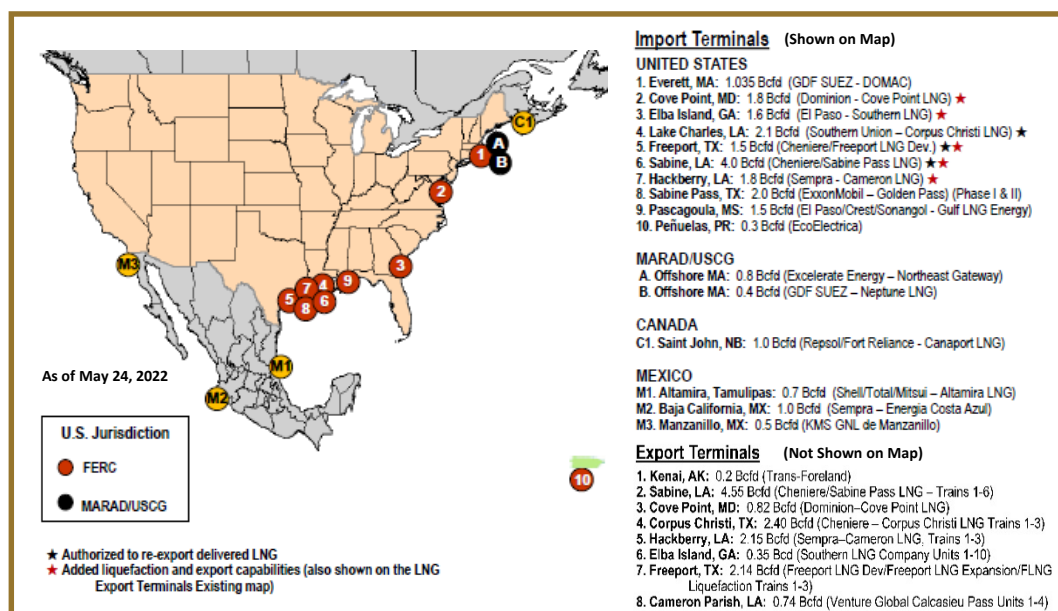 Import Terminals (Shown on Map)
UNITED STATES
1. Everett, MA: 1.035 Bcfd (GDF SUEZ - DOMAC)
2. Cove Point, MD: 1.8 Bcfd (Dominion - Cove Point LNG) ★
3. Elba Island, GA: 1.6 Bcfd (El Paso - Southern LNG) ★
4. Lake Charles, LA: 2.1 Bcfd (Southern Union – Corpus Christi LNG) ★
5. Freeport, TX: 1.5 Bcfd (Cheniere/Freeport LNG Dev.) ★★
6. Sabine, LA: 4.0 Bcfd (Cheniere/Sabine Pass LNG) ★★
7. Hackberry, LA: 1.8 Bcfd (Sempra - Cameron LNG) ★
8. Sabine Pass, TX: 2.0 Bcfd (ExxonMobil – Golden Pass) (Phase I & II)
9. Pascagoula, MS: 1.5 Bcfd (El Paso/Crest/Sonangol - Gulf LNG Energy)
10. Peñuelas, PR: 0.3 Bcfd (EcoElectrica)
MARAD/USCG
A. Offshore MA: 0.8 Bcfd (Excelerate Energy – Northeast Gateway)
B. Offshore MA: 0.4 Bcfd (GDF SUEZ – Neptune LNG)
CANADA
C1. Saint John, NB: 1.0 Bcfd (Repsol/Fort Reliance - Canaport LNG)
MEXICO
M1. Altamira, Tamulipas: 0.7 Bcfd (Shell/Total/Mitsui – Altamira LNG)
M2. Baja California, MX: 1.0 Bcfd (Sempra – Energia Costa Azul)
M3. Manzanillo, MX: 0.5 Bcfd (KMS GNL de Manzanillo)
Export Terminals (Not Shown on Map)
1. Kenai, AK: 0.2 Bcfd (Trans-Foreland)
2. Sabine, LA: 4.55 Bcfd (Cheniere/Sabine Pass LNG – Trains 1-6)
3. Cove Point, MD: 0.82 Bcfd (Dominion–Cove Point LNG)
4. Corpus Christi, TX: 2.40 Bcfd (Cheniere – Corpus Christi LNG Trains 1-3)
5. Hackberry, LA: 2.15 Bcfd (Sempra–Cameron LNG, Trains 1-3)
6. Elba Island, GA: 0.35 Bcd (Southern LNG Company Units 1-10)
7. Freeport, TX: 2.14 Bcfd (Freeport LNG Dev/Freeport LNG Expansion/FLNG
Liquefaction Trains 1-3)
8. Cameron Parish, LA: 0.74 Bcfd (Venture Global Calcasieu Pass Units 1-4)
C1
A
1
B
2
M3
3
9
7
4
5
6
8
M1
M2
10
As of May 24, 2022
U.S. Jurisdiction
FERC
MARAD/USCG
★ Authorized to re-export delivered LNG
★ Added liquefaction and export capabilities (also shown on the LNG
Export Terminals Existing map)